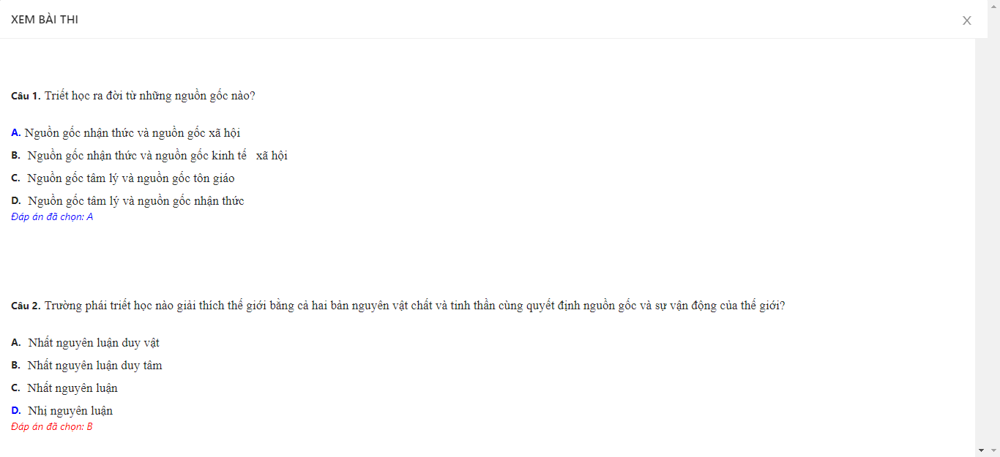 XEM BÀI THI
X
Câu 1. Triết học ra đời từ những nguồn gốc nào?
A. Nguồn gốc nhận thức và nguồn gốc xã hội
B. Nguồn gốc nhận thức và nguồn gốc kinh tế xã hội
C. Nguồn gốc tâm lý và nguồn gốc tôn giáo
D. Nguồn gốc tâm lý và nguồn gốc nhận thức
Đáp án đã chọn: A
Câu 2. Trường phái triết học nào giải thích thế giới bằng cả hai bản nguyên vật chất và tinh thần cùng quyết định nguồn gốc và sự vận động của thế giới?
A. Nhất nguyên luận duy vật
B. Nhất nguyên luận duy tâm
C. Nhất nguyên luận
D. Nhị nguyên luận
Đáp án đã chọn: B